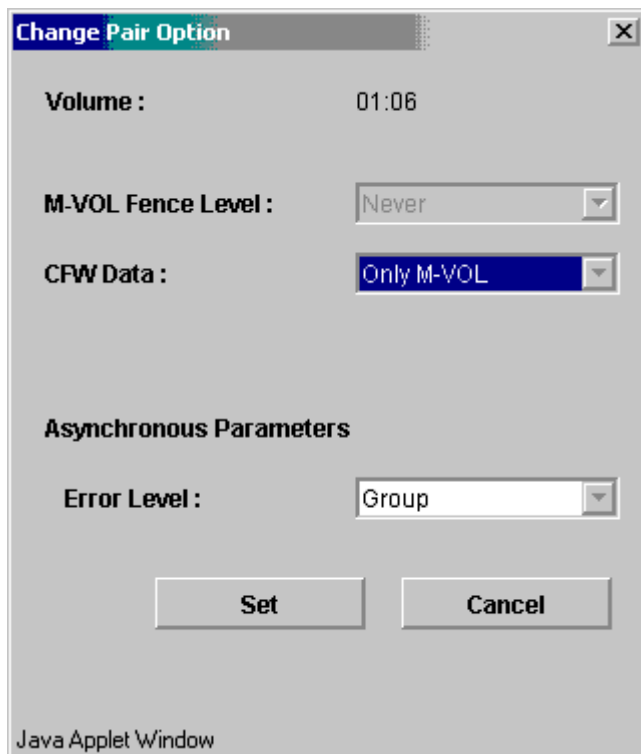 Change Pair Option
Volume : 01:06
M-VOL Fence Level : Never
CFW Data : Only M-VOL
Asynchronous Parameters
Error Level : Group
Set Cancel
Java Applet Window